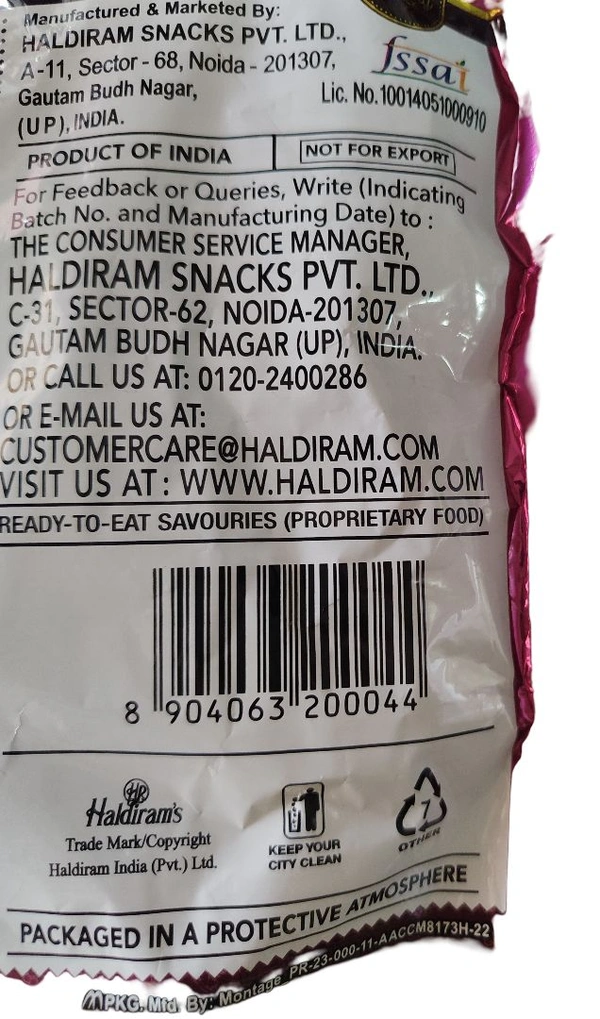 Manufactured & Marketed By:
HALDIRAM SNACKS PVT. LTD.,
A-11, Sector - 68, Noida - 201307,
Gautam Budh Nagar,
(UP), INDIA.
fssai
Lic. No. 10014051000910
PRODUCT OF INDIA
NOT FOR EXPORT
For Feedback or Queries, Write (Indicating
Batch No. and Manufacturing Date) to :
THE CONSUMER SERVICE MANAGER,
HALDIRAM SNACKS PVT. LTD.,
C-31, SECTOR-62, NOIDA-201307,
GAUTAM BUDH NAGAR (UP), INDIA.
OR CALL US AT: 0120-2400286
OR E-MAIL US AT:
CUSTOMERCARE@HALDIRAM.COM
VISIT US AT : WWW.HALDIRAM.COM
READY-TO-EAT SAVOURIES (PROPRIETARY FOOD)
8 904063 200044
HR
Haldiram's
Trade Mark/Copyright
Haldiram India (Pvt.) Ltd.
KEEP YOUR
CITY CLEAN
7
OTHER
PACKAGED IN A PROTECTIVE ATMOSPHERE
MPKG. Mfd. By: Montage PR-23-000-11-AACCM8173H-22